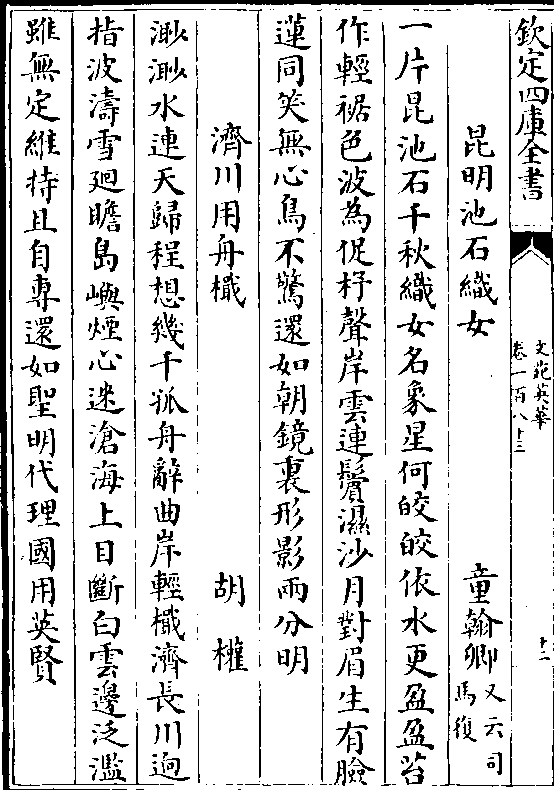 欽定四庫全書
文苑英華
卷一百八十三
十二
昆明池石織女
童翰卿
又云司
馬復
一片昆池石千秋織女名象星何皎皎依水更盈盈苔
作輕裾色波為促杼聲岸雲連鬢濕沙月對眉生有臉
蓮同笑無心鳥不驚還如朝鏡裏形影兩分明
濟川用舟檝
胡權
渺渺水連天歸程想幾千孤舟辭曲岸輕檝濟長川逈
指波濤雪廻瞻島嶼煙心迷滄海上目斷白雲邊泛濫
雖無定維持且自専還如聖明代理國用英賢